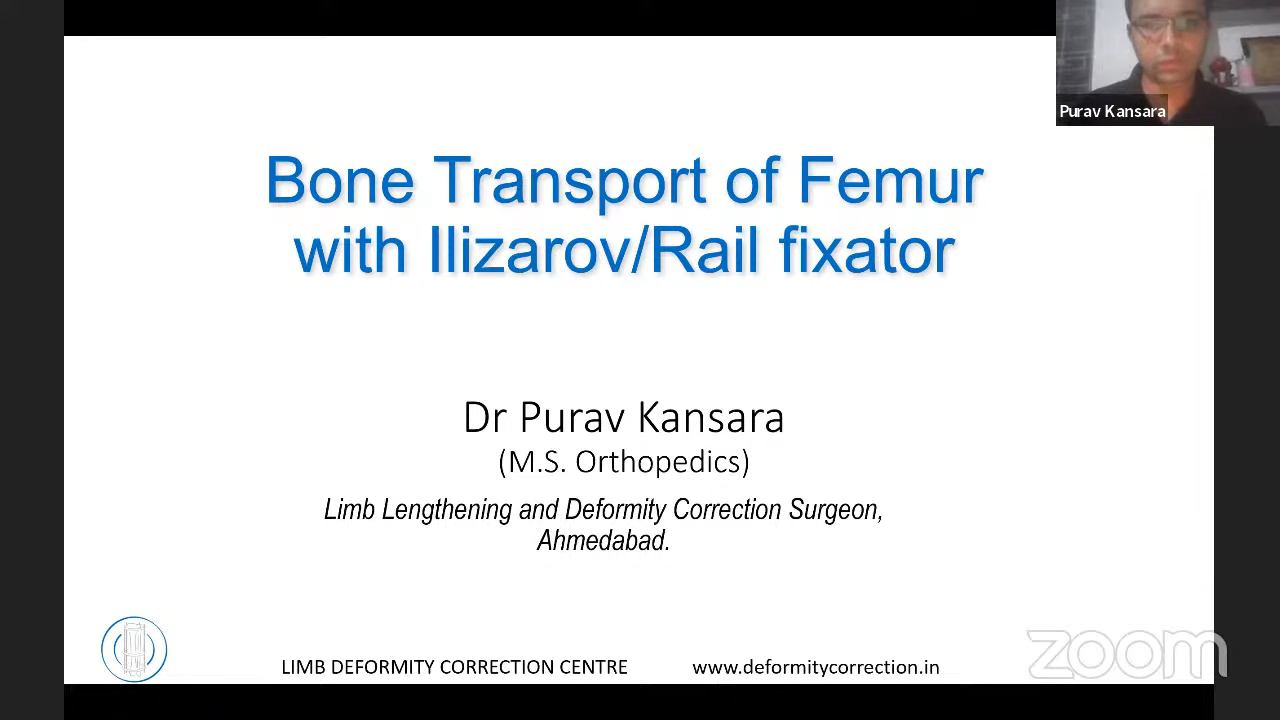 Purav Kansara
Bone Transport of Femur
with Ilizarov/Rail fixator
Dr Purav Kansara
(M.S. Orthopedics)
Limb Lengthening and Deformity Correction Surgeon,
Ahmedabad.
LIMB DEFORMITY CORRECTION CENTRE
www.deformitycorrection.in
zoom